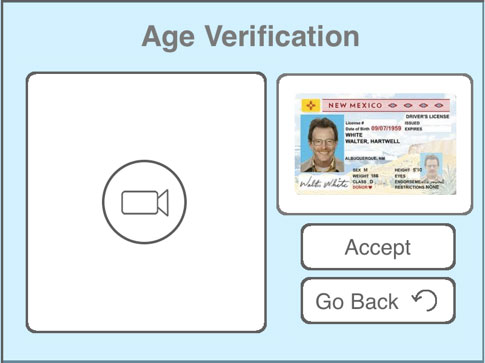 Age Verification
NEW MEXICO
DRIVER'S LICENSE
License # ISSUED
Date of Birth 09/07/1959 EXPIRES
WHITE
WALTER, HARTWELL
ALBUQUERQUE, NM
SEX M HEIGHT 5'10
WEIGHT 186 EYES
CLASS D ENDORSEMENTS
DONOR RESTRICTIONS NONE
Walter White
Accept
Go Back